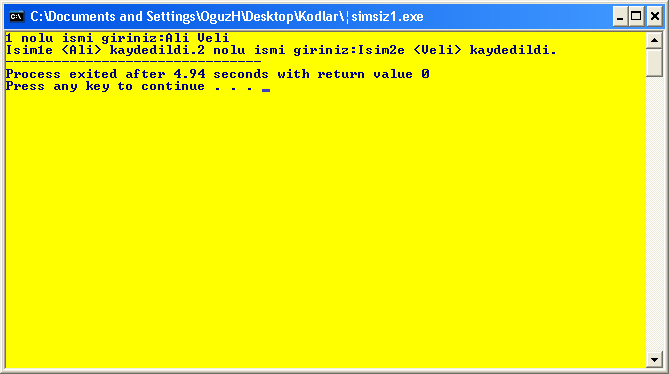 C:\Documents and Settings\OguzH\Desktop\Kodlar\¦simsiz1.exe
1 nolu ismi giriniz:Ali Veli
Isim1e <Ali> kaydedildi.2 nolu ismi giriniz:Isim2e <Veli> kaydedildi.
--------------------------------
Process exited after 4.94 seconds with return value 0
Press any key to continue . . . _